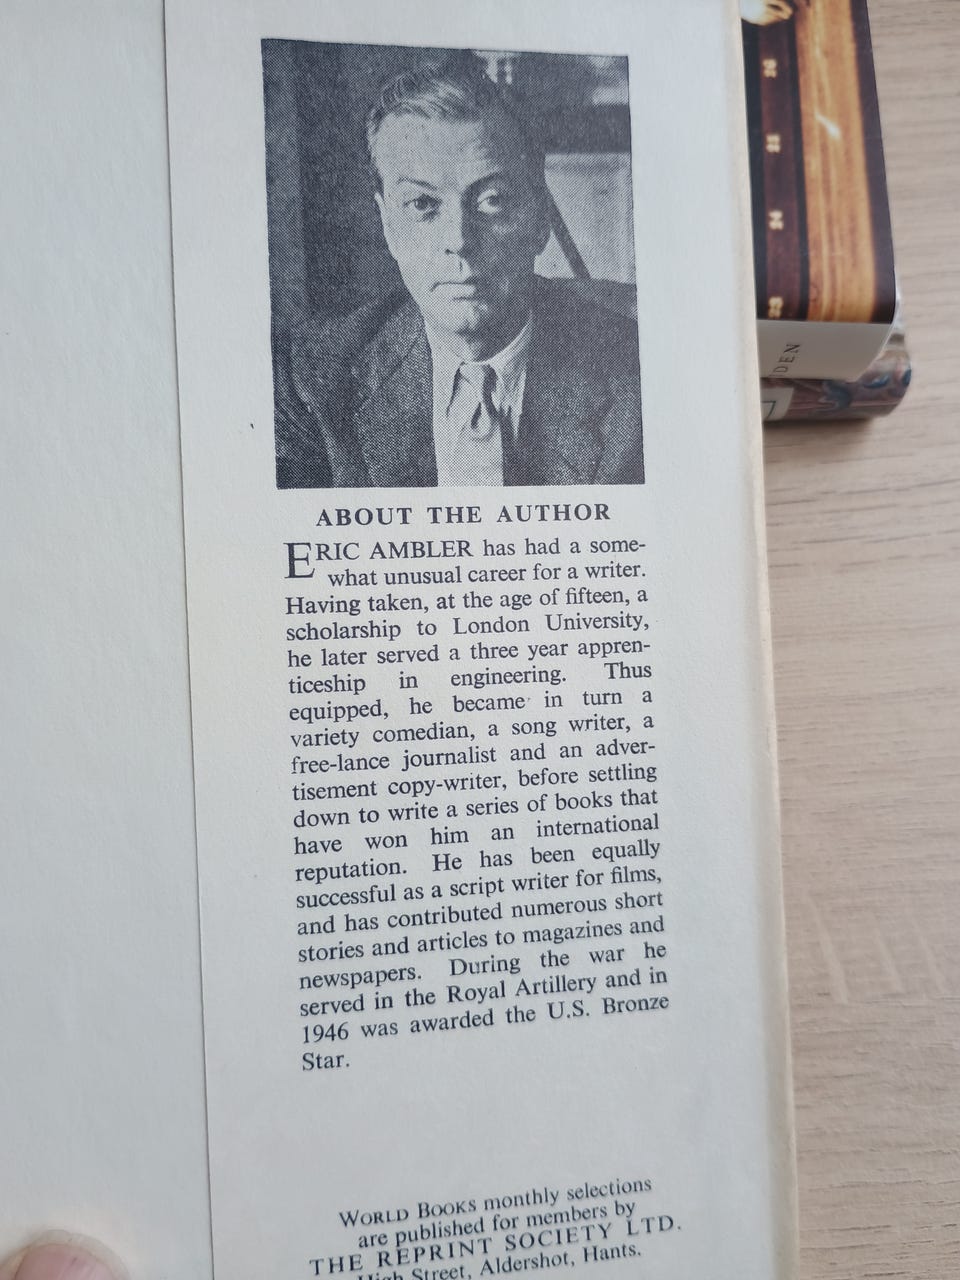 ABOUT THE AUTHOR
ERIC AMBLER has had a some-
what unusual career for a writer.
Having taken, at the age of fifteen, a
scholarship to London University,
he later served a three year appren-
ticeship in engineering. Thus
equipped, he became in turn a
variety comedian, a song writer, a
free-lance journalist and an adver-
tisement copy-writer, before settling
down to write a series of books that
have won him an international
reputation. He has been equally
successful as a script writer for films,
and has contributed numerous short
stories and articles to magazines and
newspapers. During the war he
served in the Royal Artillery and in
1946 was awarded the U.S. Bronze
Star.
WORLD BOOKS monthly selections
are published for members by
THE REPRINT SOCIETY LTD.
High Street, Aldershot, Hants.
21
24
23